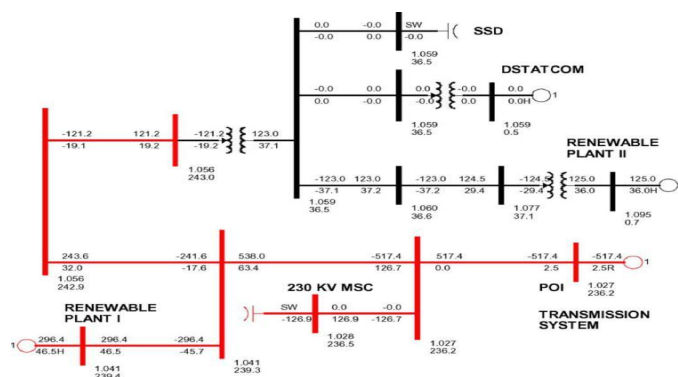 0.0 -0.0 SW SSD
-0.0 0.0 -0.0
1.059
36.5
DSTATCOM
-0.0 0.0 0.0 -0.0 0.0 1
0.0 -0.0 -0.0 0.0 0.0H
1.059 1.059
36.5 0.5
RENEWABLE
PLANT II
-121.2 121.2 -121.2 123.0
-19.1 19.2 -19.2 37.1
1.056
243.0
-123.0 123.0 -123.0 124.5 -124.5 125.0 125.0
-37.1 37.2 -37.2 29.4 -29.4 36.0 36.0H
1.059 1.060 1.077 1.095
36.5 36.6 37.1 0.7
243.6 -241.6 538.0 -517.4 517.4 -517.4 -517.4 1
32.0 -17.6 63.4 126.7 0.0 2.5 2.5R
1.056
242.9
230 KV MSC
POI
1.027
236.2
TRANSMISSION
SYSTEM
SW 0.0 -0.0
-126.9 126.9 -126.7
1.028
236.5
1.027
236.2
RENEWABLE
PLANT I
1 296.4 296.4 -296.4
46.5H 46.5 -45.7
1.041 1.041
239.4 239.3